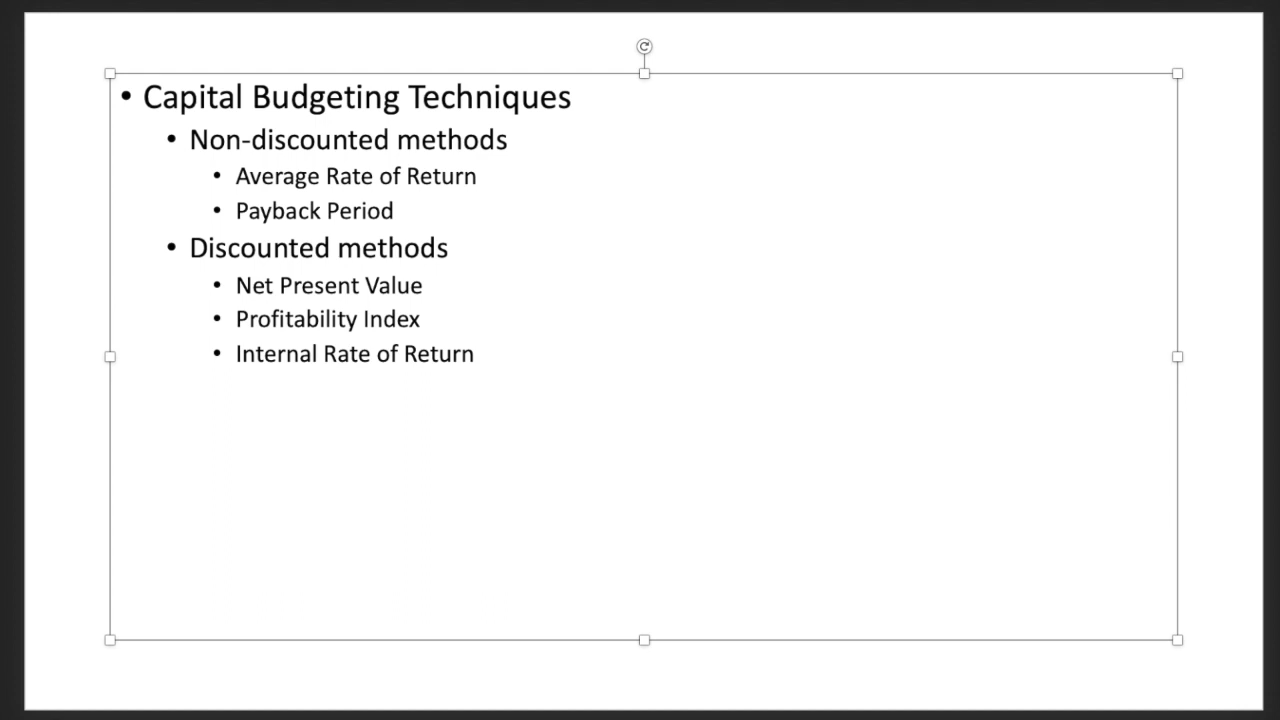 • Capital Budgeting Techniques
• Non-discounted methods
• Average Rate of Return
• Payback Period
• Discounted methods
• Net Present Value
• Profitability Index
• Internal Rate of Return